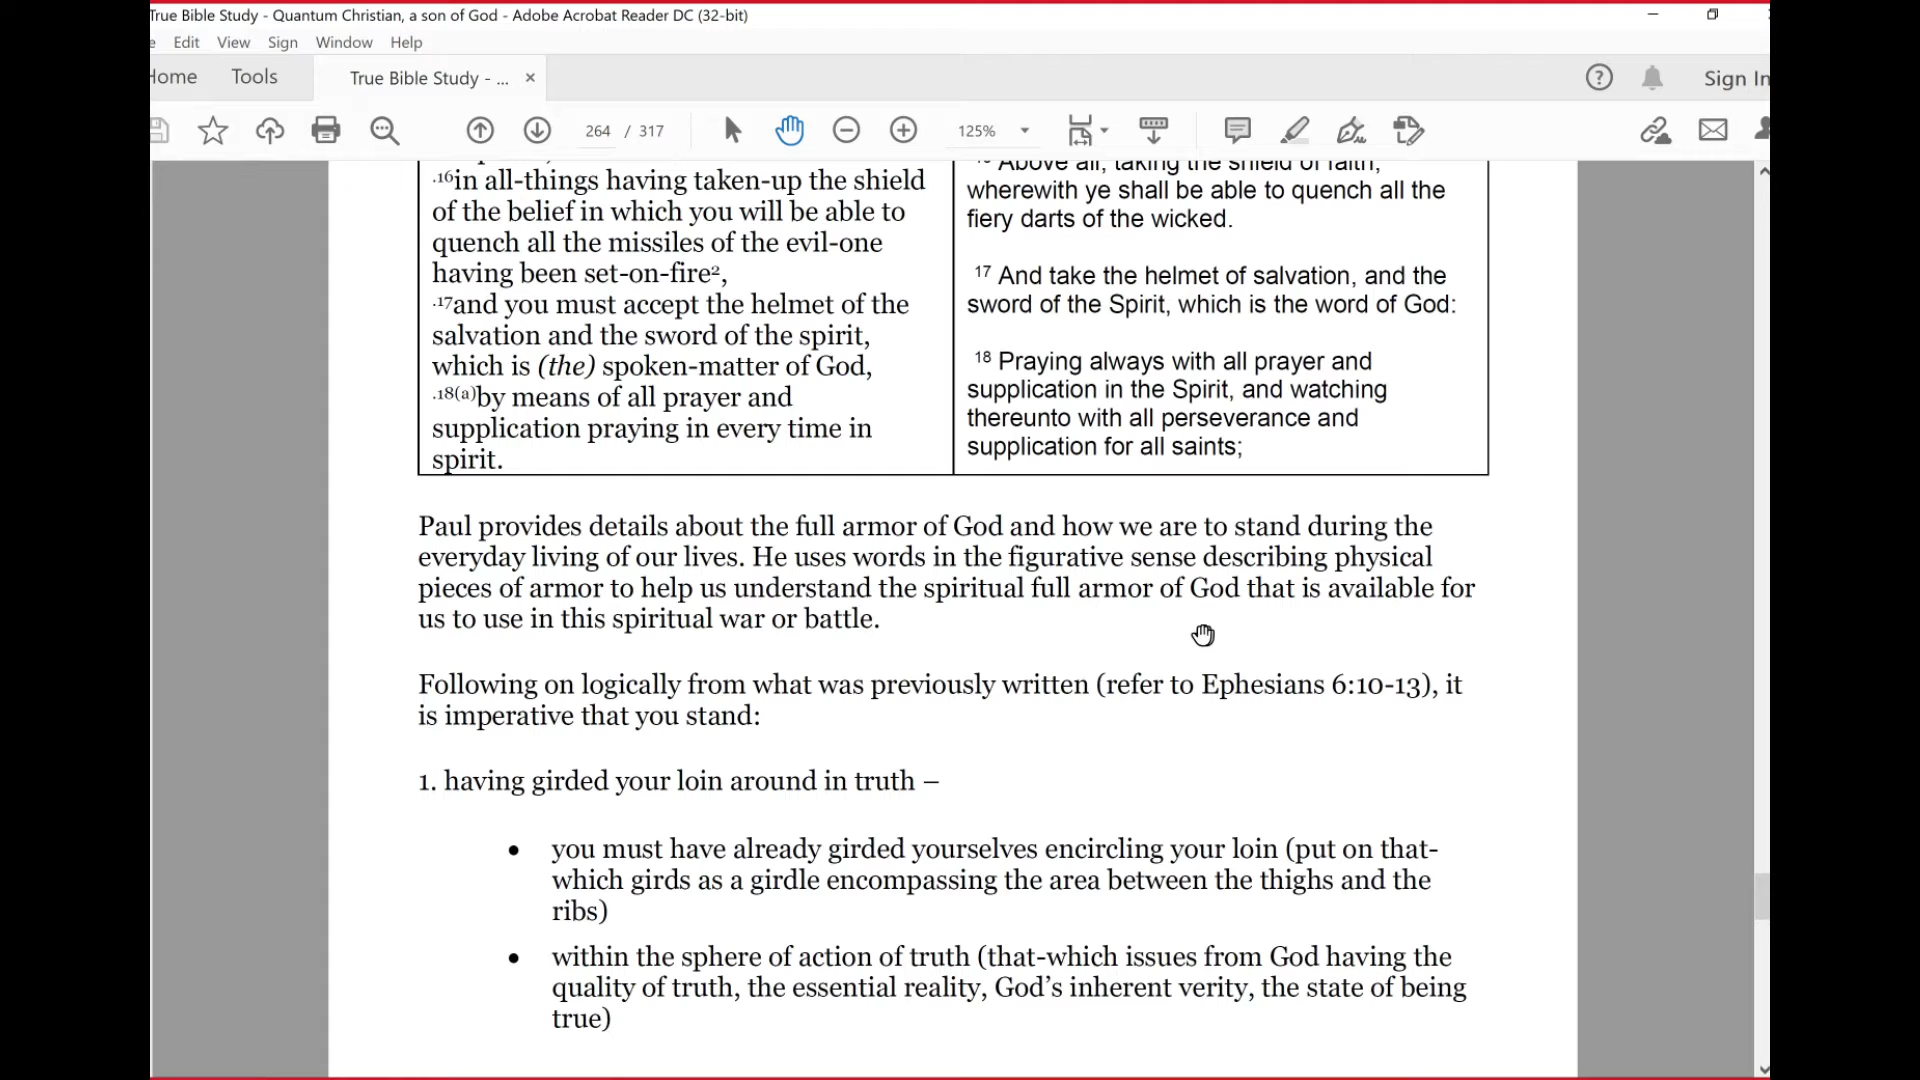 True Bible Study - Quantum Christian, a son of God - Adobe Acrobat Reader DC (32-bit)
Edit View Sign Window Help
Tools True Bible Study - ... × ? Sign In
264 / 317 125%
.16in all-things having taken-up the shield
of the belief in which you will be able to
quench all the missiles of the evil-one
having been set-on-fire²,
.17and you must accept the helmet of the
salvation and the sword of the spirit,
which is (the) spoken-matter of God,
.18(a)by means of all prayer and
supplication praying in every time in
spirit.
Above all, taking the shield of faith,
wherewith ye shall be able to quench all the
fiery darts of the wicked.
17 And take the helmet of salvation, and the
sword of the Spirit, which is the word of God:
18 Praying always with all prayer and
supplication in the Spirit, and watching
thereunto with all perseverance and
supplication for all saints;
Paul provides details about the full armor of God and how we are to stand during the
everyday living of our lives. He uses words in the figurative sense describing physical
pieces of armor to help us understand the spiritual full armor of God that is available for
us to use in this spiritual war or battle.
Following on logically from what was previously written (refer to Ephesians 6:10-13), it
is imperative that you stand:
1. having girded your loin around in truth –
• you must have already girded yourselves encircling your loin (put on that-
which girds as a girdle encompassing the area between the thighs and the
ribs)
• within the sphere of action of truth (that-which issues from God having the
quality of truth, the essential reality, God’s inherent verity, the state of being
true)